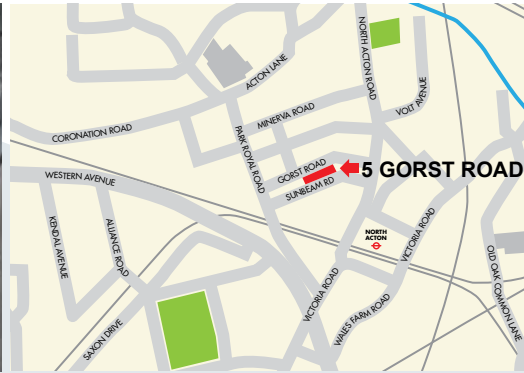 NORTH ACTON ROAD
ACTON LANE
VOLT AVENUE
MINERVA ROAD
CORONATION ROAD
PARK ROYAL ROAD
GORST ROAD
5 GORST ROAD
WESTERN AVENUE
SUNBEAM RD
KENDAL AVENUE
ALLIANCE ROAD
NORTH
ACTON
VICTORIA ROAD
OLD OAK COMMON LANE
VICTORIA ROAD
WALES FARM ROAD
SAXON DRIVE